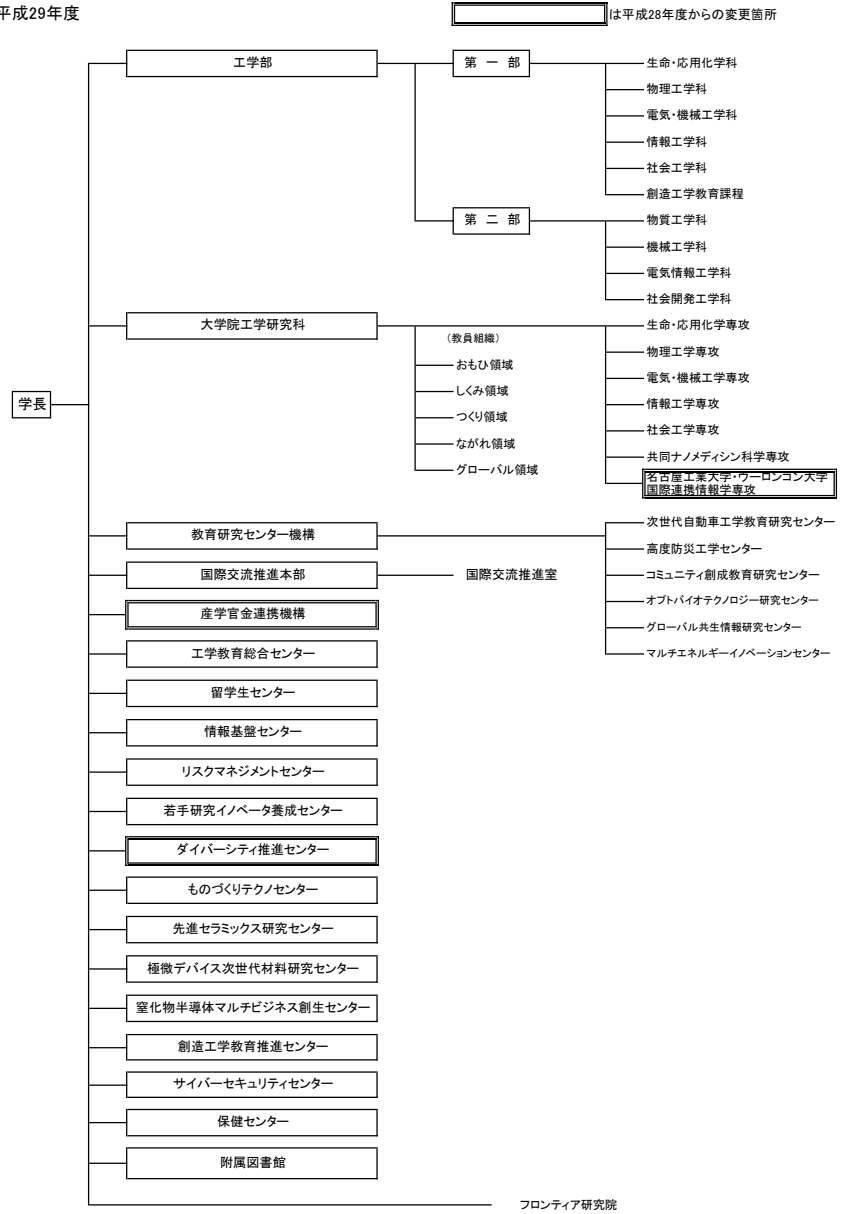 平成29年度
は平成28年度からの変更箇所
工学部
第 一 部
生命・応用化学科
物理工学科
電気・機械工学科
情報工学科
社会工学科
創造工学教育課程
第 二 部
物質工学科
機械工学科
電気情報工学科
社会開発工学科
大学院工学研究科
(教員組織)
おもひ領域
しくみ領域
つくり領域
ながれ領域
グローバル領域
生命・応用化学専攻
物理工学専攻
電気・機械工学専攻
情報工学専攻
社会工学専攻
共同ナノメディシン科学専攻
名古屋工業大学・ウーロンゴン大学
国際連携情報学専攻
学長
教育研究センター機構
次世代自動車工学教育研究センター
高度防災工学センター
コミュニティ創成教育研究センター
オプトバイオテクノロジー研究センター
グローバル共生情報研究センター
マルチエネルギーイノベーションセンター
国際交流推進本部
国際交流推進室
産学官金連携機構
工学教育総合センター
留学生センター
情報基盤センター
リスクマネジメントセンター
若手研究イノベータ養成センター
ダイバーシティ推進センター
ものづくりテクノセンター
先進セラミックス研究センター
極微デバイス次世代材料研究センター
窒化物半導体マルチビジネス創生センター
創造工学教育推進センター
サイバーセキュリティセンター
保健センター
附属図書館
フロンティア研究院